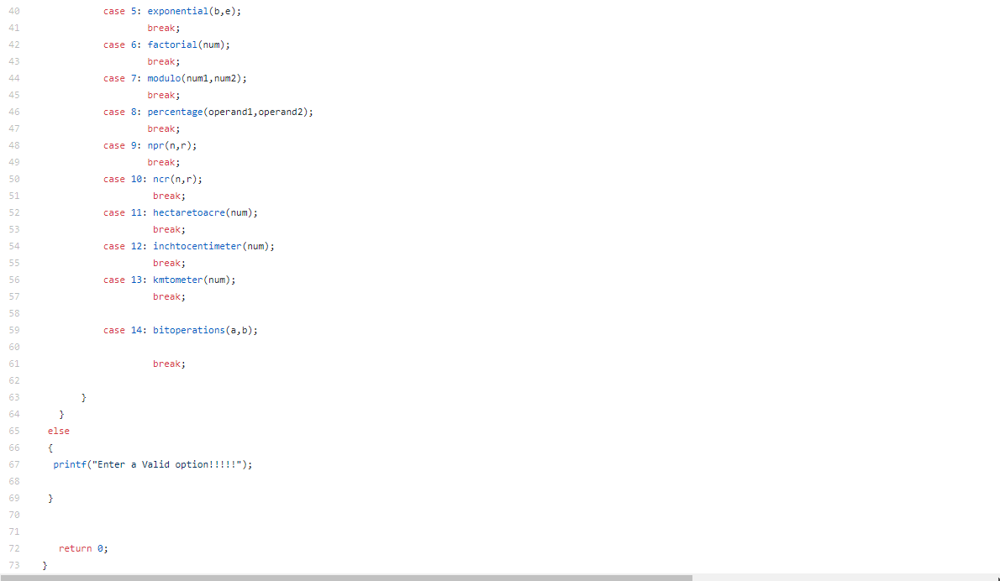 40 case 5: exponential(b,e);
41 break;
42 case 6: factorial(num);
43 break;
44 case 7: modulo(num1,num2);
45 break;
46 case 8: percentage(operand1,operand2);
47 break;
48 case 9: npr(n,r);
49 break;
50 case 10: ncr(n,r);
51 break;
52 case 11: hectaretoacre(num);
53 break;
54 case 12: inchtocentimeter(num);
55 break;
56 case 13: kmtometer(num);
57 break;
58
59 case 14: bitoperations(a,b);
60
61 break;
62
63 }
64 }
65 else
66 {
67 printf("Enter a Valid option!!!!!");
68
69 }
70
71
72 return 0;
73 }